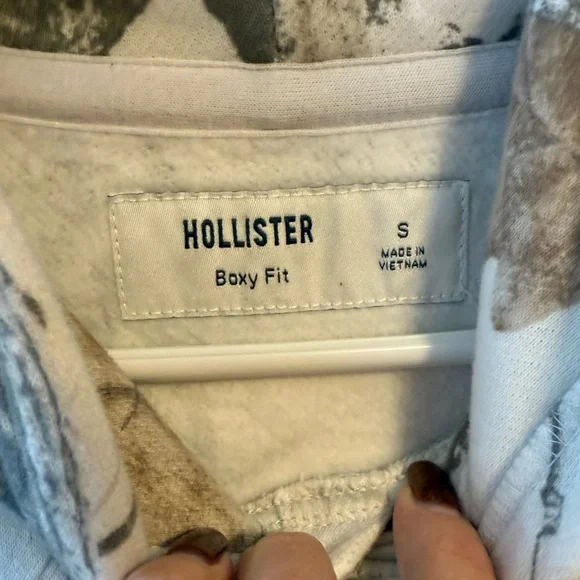 HOLLISTER
Boxy Fit
S
MADE IN
VIETNAM